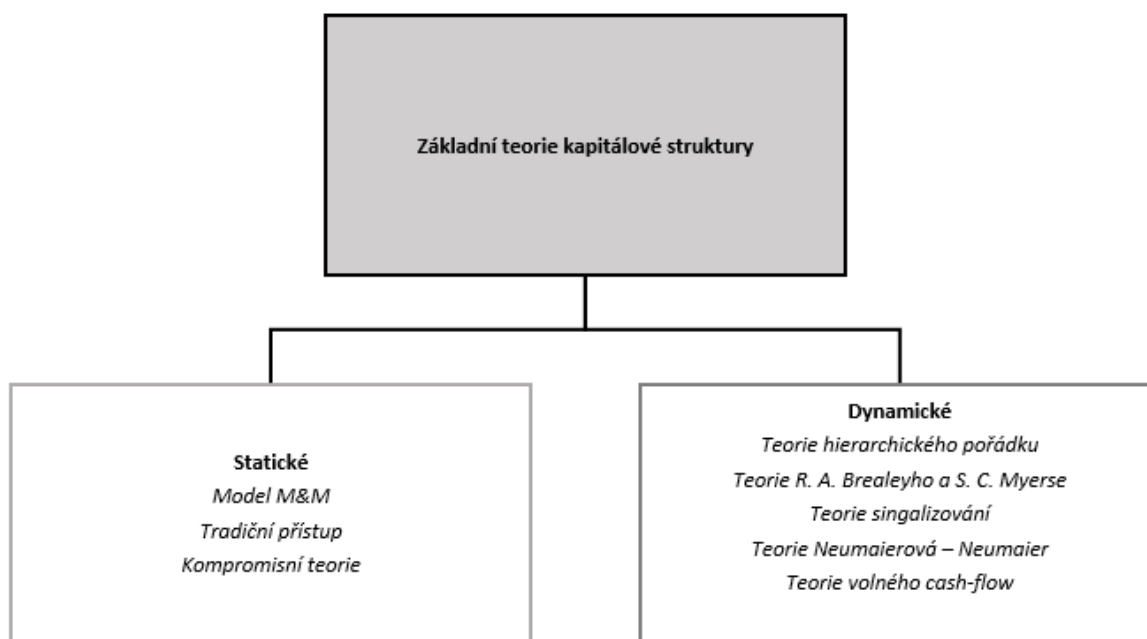 Základní teorie kapitálové struktury
Statické
Model M&M
Tradiční přístup
Kompromisní teorie
Dynamické
Teorie hierarchického pořádku
Teorie R. A. Brealeyho a S. C. Myerse
Teorie singalizování
Teorie Neumaierová – Neumaier
Teorie volného cash-flow